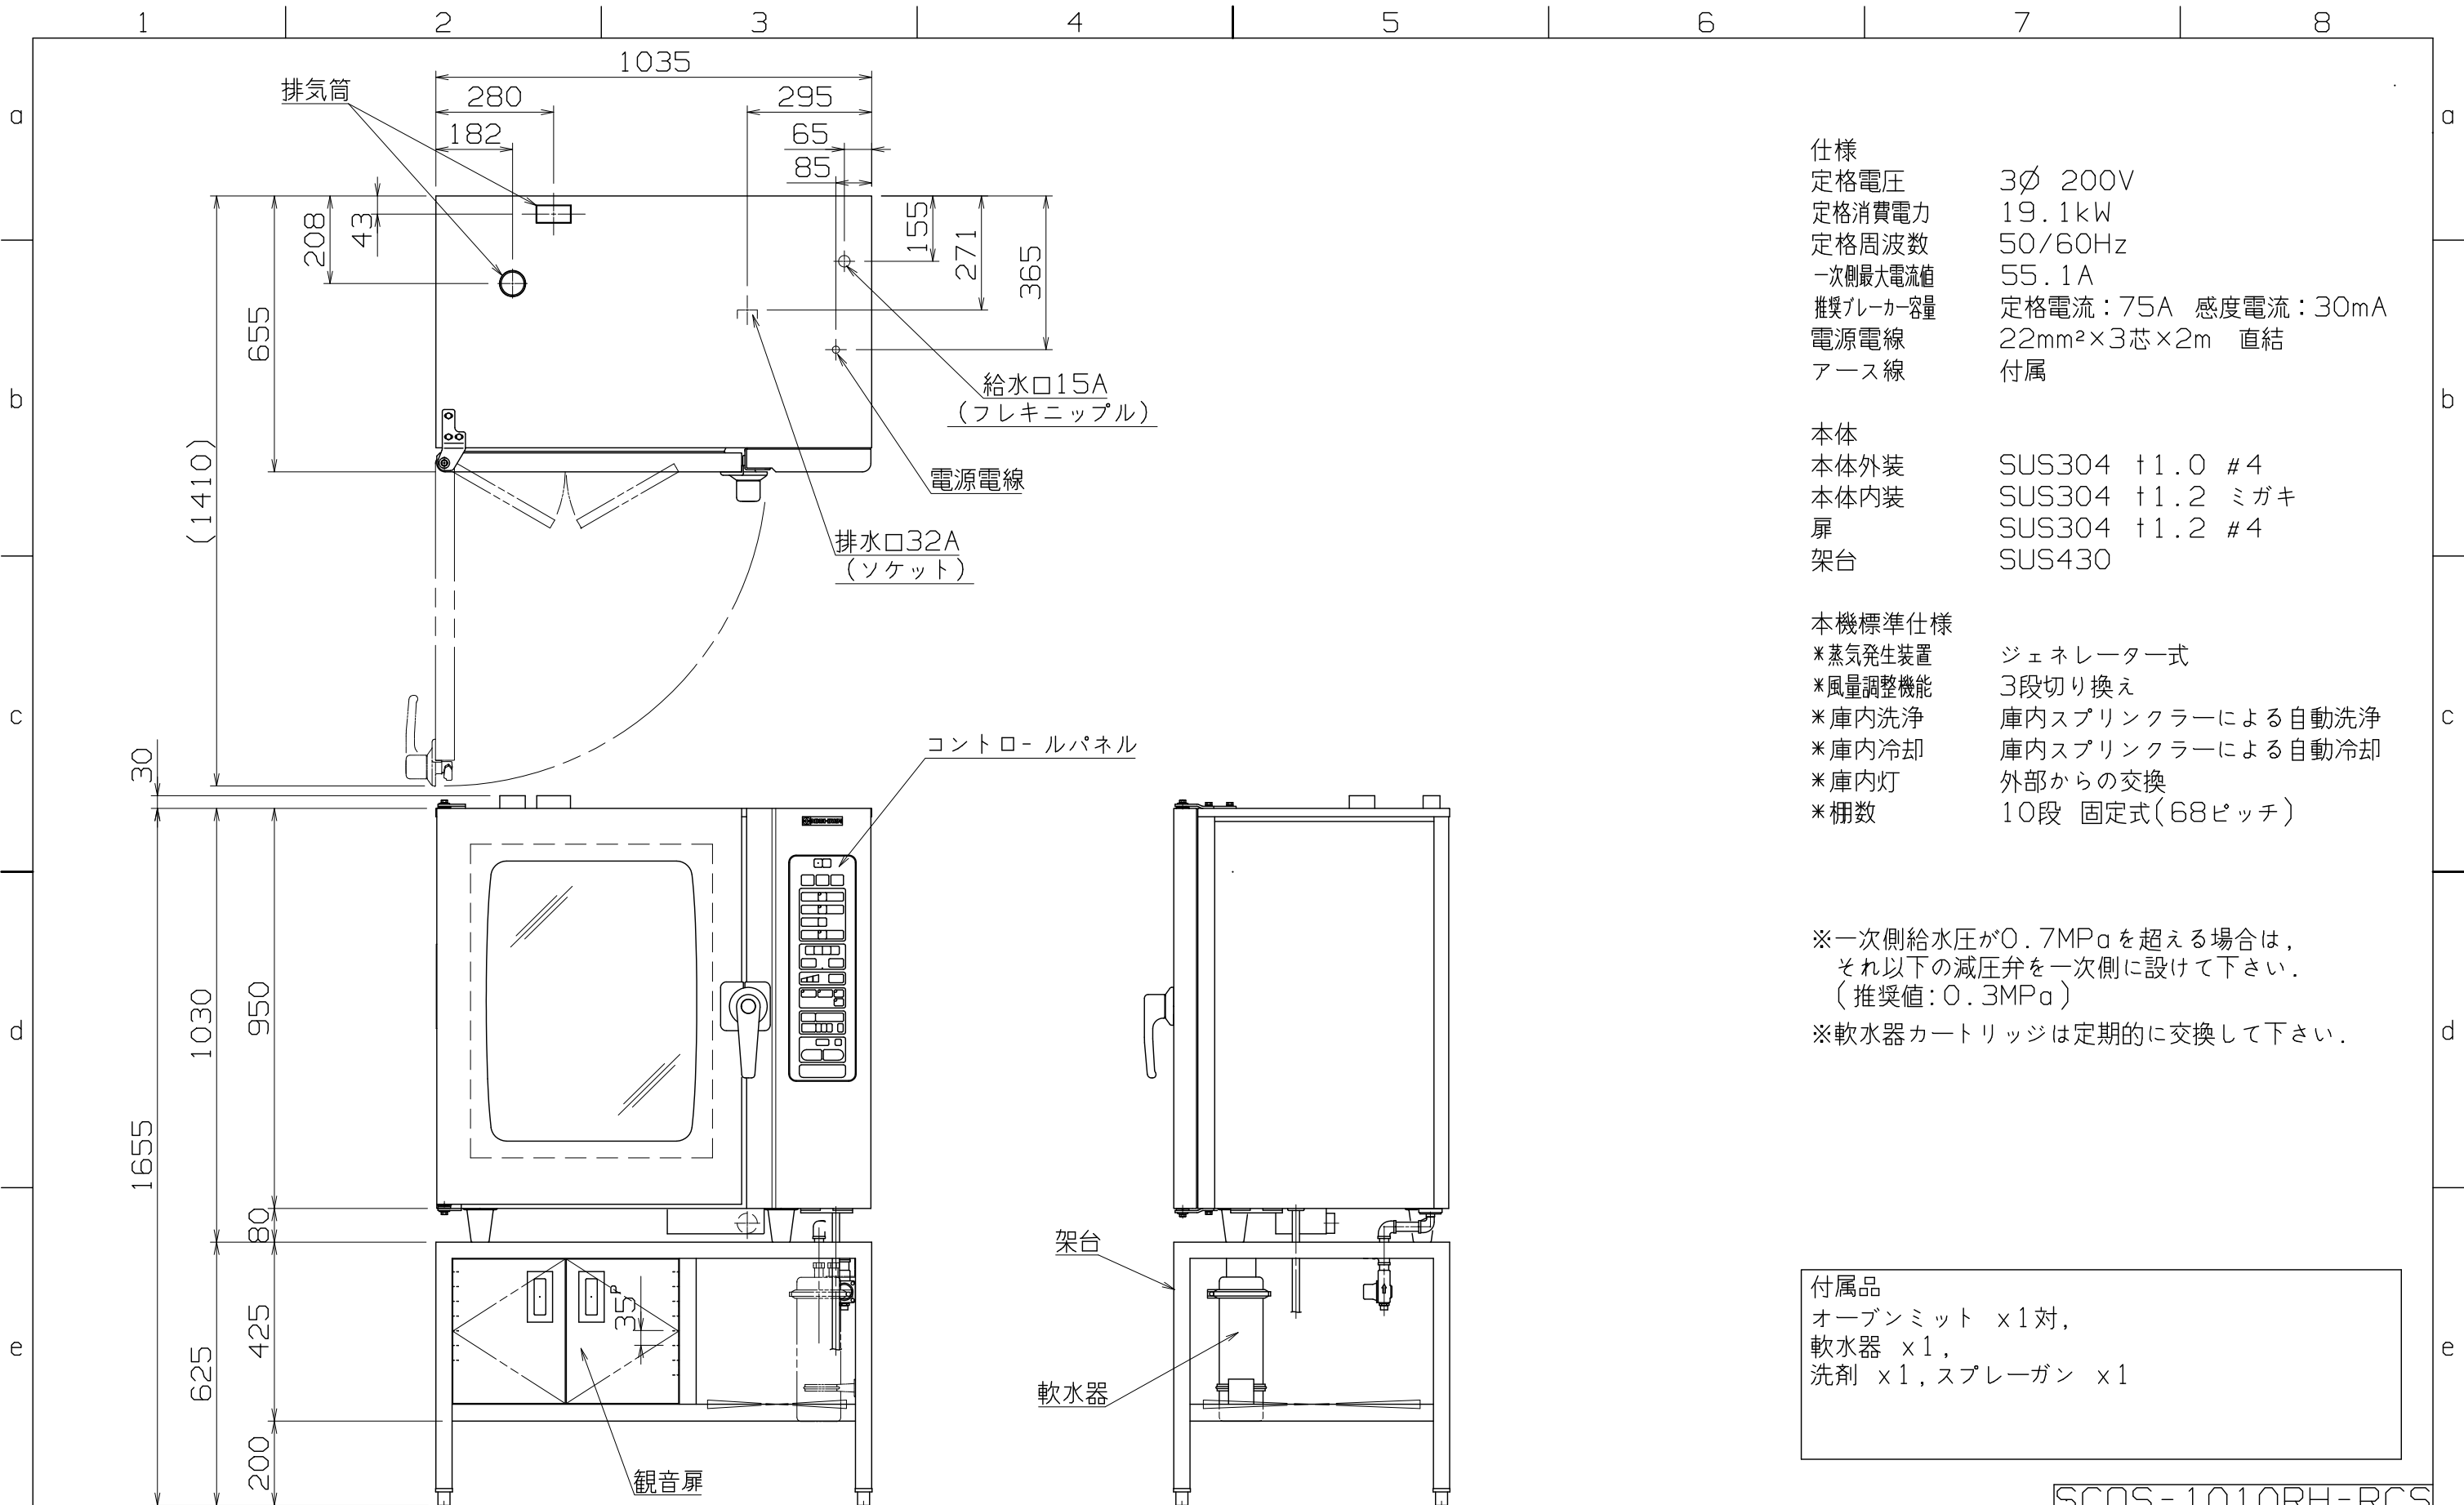 1 2 3 4 5 6 7 8
a a
b b
c c
d d
e e
1035
排気筒
280 295
182 65
85
208 43 155 271 365
655
(1410)
給水口15A
(フレキニップル)
電源電線
排水口32A
(ソケット)
コントロールパネル
30
1030 950
1655
80
625 425
35P
200
観音扉
架台
軟水器
仕様
定格電圧 3Ø 200V
定格消費電力 19.1kW
定格周波数 50/60Hz
一次側最大電流値 55.1A
推奨ブレーカー容量 定格電流:75A 感度電流:30mA
電源電線 22mm²×3芯×2m 直結
アース線 付属
本体
本体外装 SUS304 t1.0 #4
本体内装 SUS304 t1.2 ミガキ
扉 SUS304 t1.2 #4
架台 SUS430
本機標準仕様
*蒸気発生装置 ジェネレーター式
*風量調整機能 3段切り換え
*庫内洗浄 庫内スプリンクラーによる自動洗浄
*庫内冷却 庫内スプリンクラーによる自動冷却
*庫内灯 外部からの交換
*棚数 10段 固定式(68ピッチ)
※一次側給水圧が0.7MPaを超える場合は,
それ以下の減圧弁を一次側に設けて下さい.
(推奨値:0.3MPa)
※軟水器カートリッジは定期的に交換して下さい.
付属品
オーブンミット x1対,
軟水器 x1,
洗剤 x1,スプレーガン x1
SCOS-1010RH-RCS